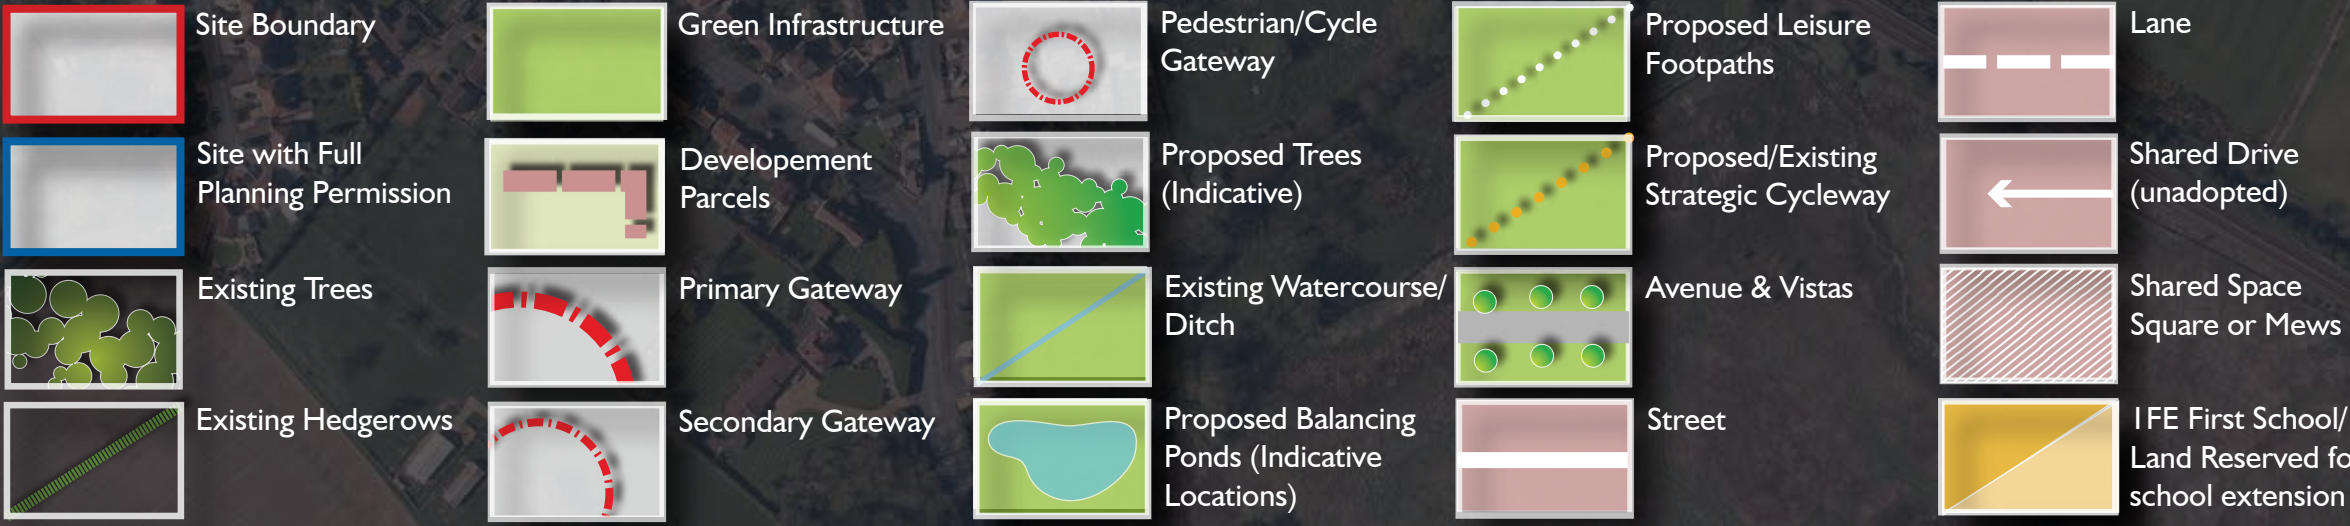 Site Boundary
Site with Full
Planning Permission
Existing Trees
Existing Hedgerows
Green Infrastructure
Developement
Parcels
Primary Gateway
Secondary Gateway
Pedestrian/Cycle
Gateway
Proposed Trees
(Indicative)
Existing Watercourse/
Ditch
Proposed Balancing
Ponds (Indicative
Locations)
Proposed Leisure
Footpaths
Proposed/Existing
Strategic Cycleway
Avenue & Vistas
Street
Lane
Shared Drive
(unadopted)
Shared Space
Square or Mews
1FE First School/
Land Reserved fo
school extension